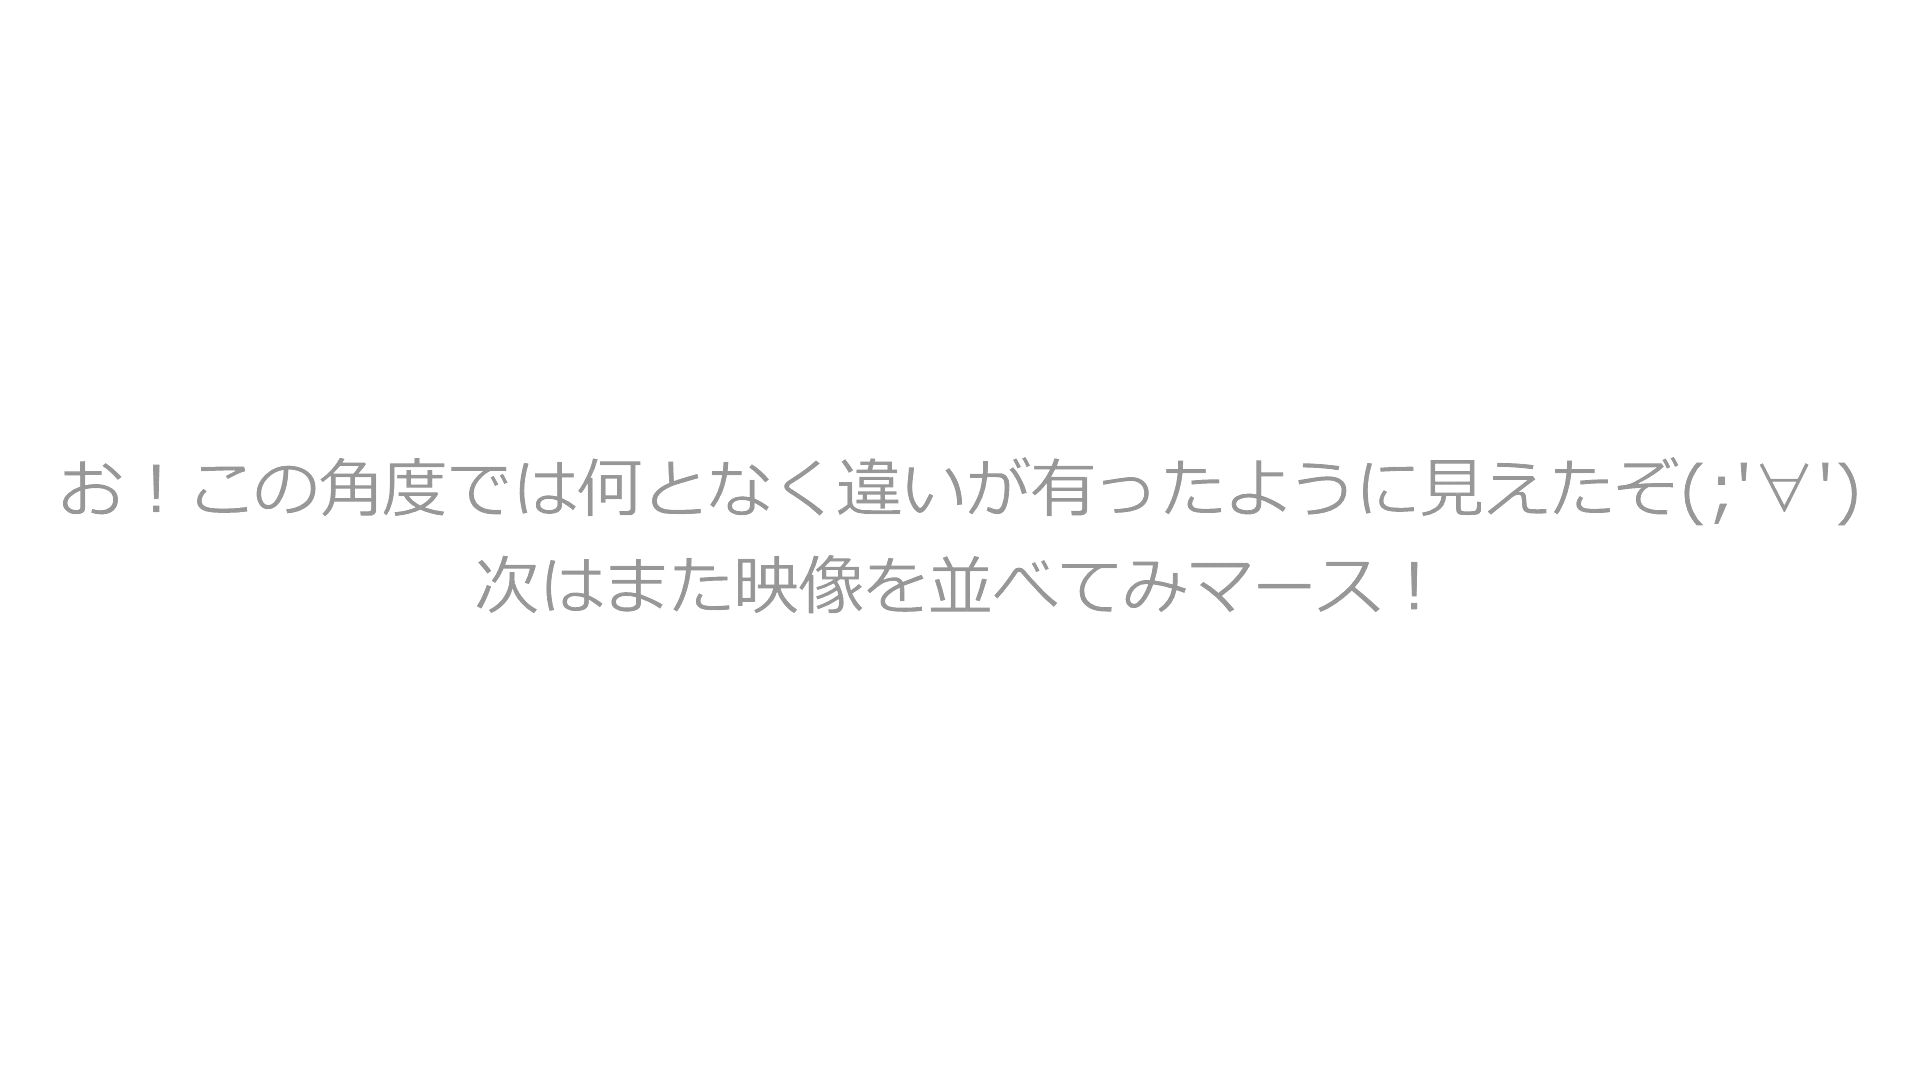 お！この角度では何となく違いが有ったように見えたぞ(;'∀')
次はまた映像を並べてみマース！